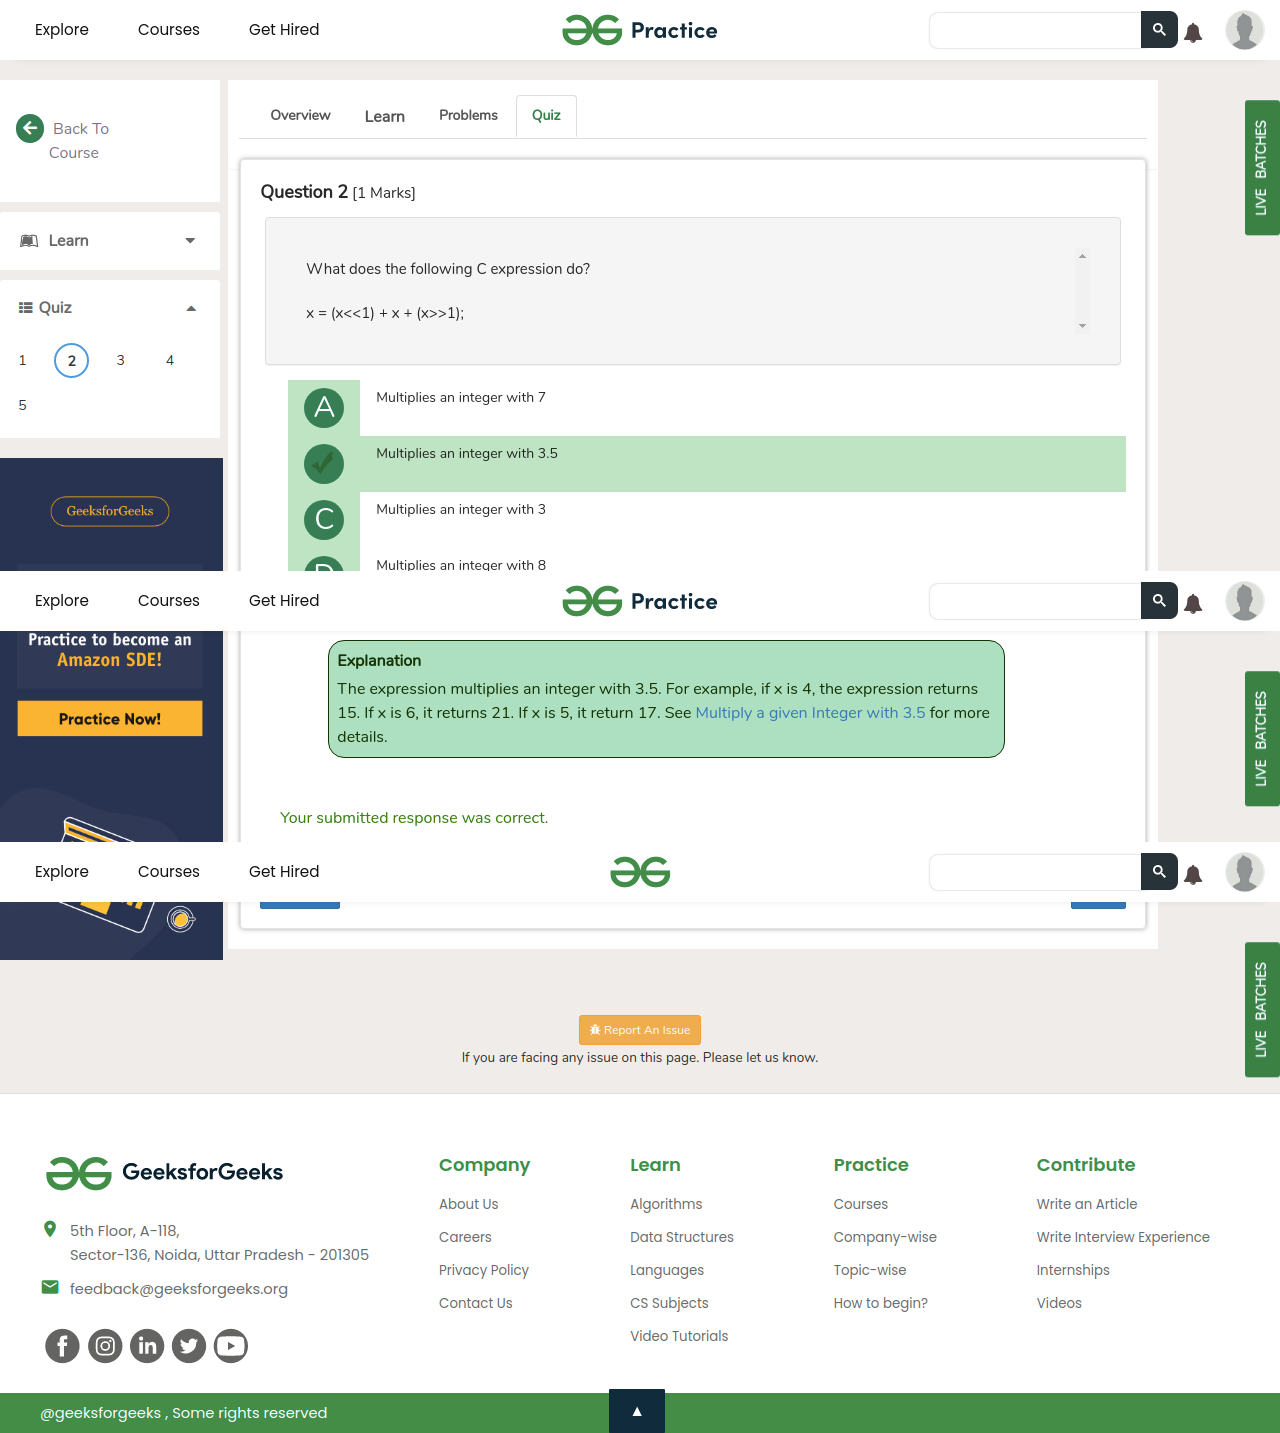 Explore Courses Get Hired Practice
Back To
Course
Overview Learn Problems Quiz
LIVE BATCHES
Question 2 [1 Marks]
Learn
What does the following C expression do?
x = (x<<1) + x + (x>>1);
Quiz
1 2 3 4
5
A Multiplies an integer with 7
Multiplies an integer with 3.5
C Multiplies an integer with 3
Multiplies an integer with 8
GeeksforGeeks
Explore Courses Get Hired Practice
Practice to become an
Amazon SDE!
Practice Now!
Explanation
The expression multiplies an integer with 3.5. For example, if x is 4, the expression returns
15. If x is 6, it returns 21. If x is 5, it return 17. See Multiply a given Integer with 3.5 for more
details.
LIVE BATCHES
Your submitted response was correct.
Explore Courses Get Hired
LIVE BATCHES
Report An Issue
If you are facing any issue on this page. Please let us know.
GeeksforGeeks
5th Floor, A-118,
Sector-136, Noida, Uttar Pradesh - 201305
feedback@geeksforgeeks.org
Company
About Us
Careers
Privacy Policy
Contact Us
Learn
Algorithms
Data Structures
Languages
CS Subjects
Video Tutorials
Practice
Courses
Company-wise
Topic-wise
How to begin?
Contribute
Write an Article
Write Interview Experience
Internships
Videos
@geeksforgeeks , Some rights reserved